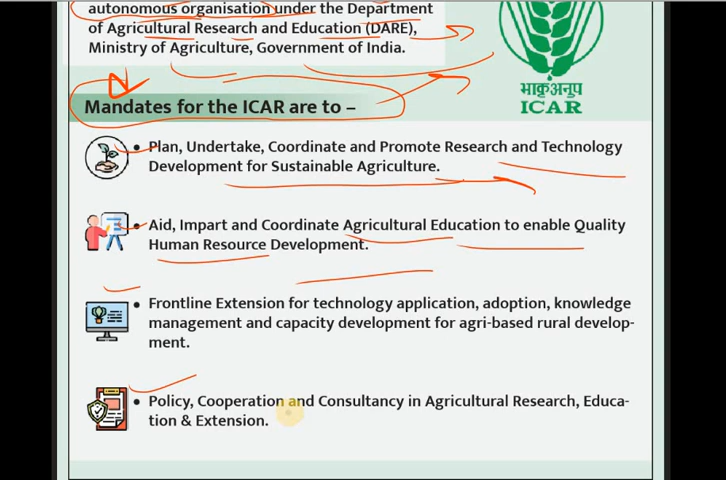 autonomous organisation under the Department
of Agricultural Research and Education (DARE),
Ministry of Agriculture, Government of India.
भाकृअनुप
ICAR
Mandates for the ICAR are to –
• Plan, Undertake, Coordinate and Promote Research and Technology
Development for Sustainable Agriculture.
• Aid, Impart and Coordinate Agricultural Education to enable Quality
Human Resource Development.
• Frontline Extension for technology application, adoption, knowledge
management and capacity development for agri-based rural develop-
ment.
• Policy, Cooperation and Consultancy in Agricultural Research, Educa-
tion & Extension.